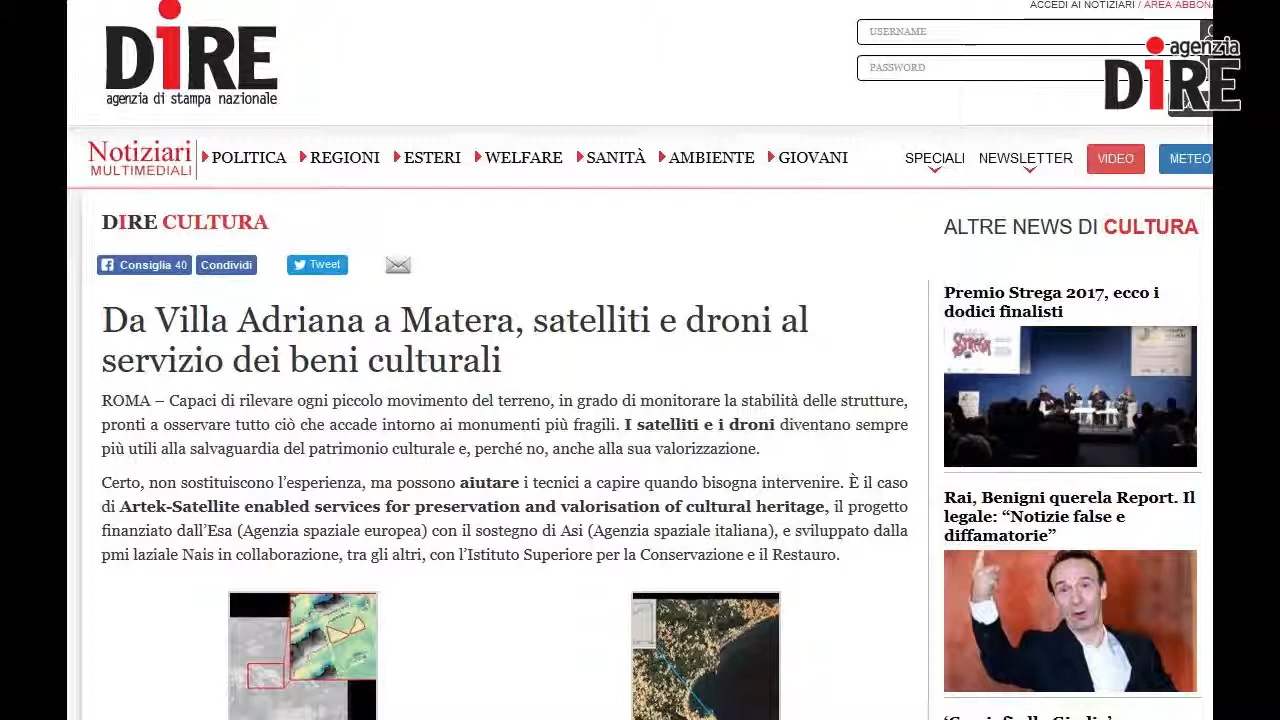 ACCEDI AI NOTIZIARI / AREA ABBONA
DiRE
agenzia di stampa nazionale
USERNAME
PASSWORD
agenzia
DiRE
Notiziari
MULTIMEDIALI
POLITICA
REGIONI
ESTERI
WELFARE
SANITÀ
AMBIENTE
GIOVANI
SPECIALI
NEWSLETTER
VIDEO
METEO
DIRE CULTURA
Consiglia 40
Condividi
Tweet
Da Villa Adriana a Matera, satelliti e droni al
servizio dei beni culturali
ROMA – Capaci di rilevare ogni piccolo movimento del terreno, in grado di monitorare la stabilità delle strutture,
pronti a osservare tutto ciò che accade intorno ai monumenti più fragili. I satelliti e i droni diventano sempre
più utili alla salvaguardia del patrimonio culturale e, perché no, anche alla sua valorizzazione.
Certo, non sostituiscono l’esperienza, ma possono aiutare i tecnici a capire quando bisogna intervenire. È il caso
di Artek-Satellite enabled services for preservation and valorisation of cultural heritage, il progetto
finanziato dall’Esa (Agenzia spaziale europea) con il sostegno di Asi (Agenzia spaziale italiana), e sviluppato dalla
pmi laziale Nais in collaborazione, tra gli altri, con l’Istituto Superiore per la Conservazione e il Restauro.
ALTRE NEWS DI CULTURA
Premio Strega 2017, ecco i
dodici finalisti
Rai, Benigni querela Report. Il
legale: “Notizie false e
diffamatorie”